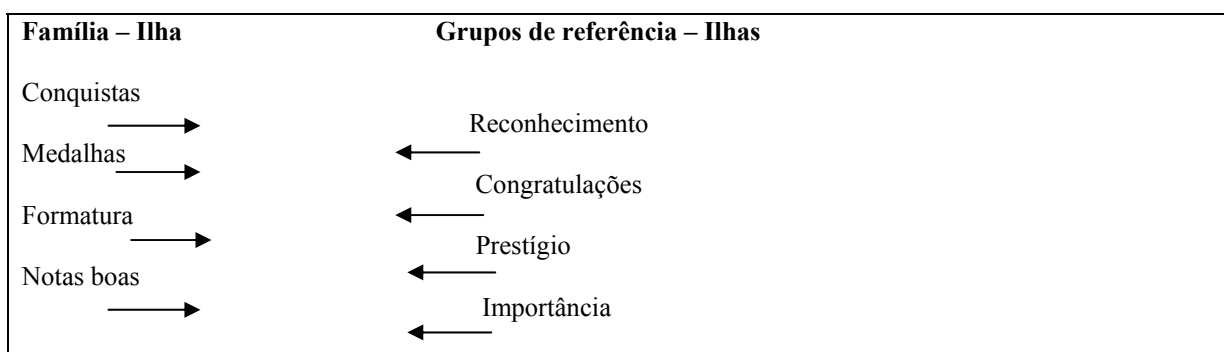 Família – Ilha Grupos de referência – Ilhas
Conquistas
Reconhecimento
Medalhas
Congratulações
Formatura
Prestígio
Notas boas
Importância